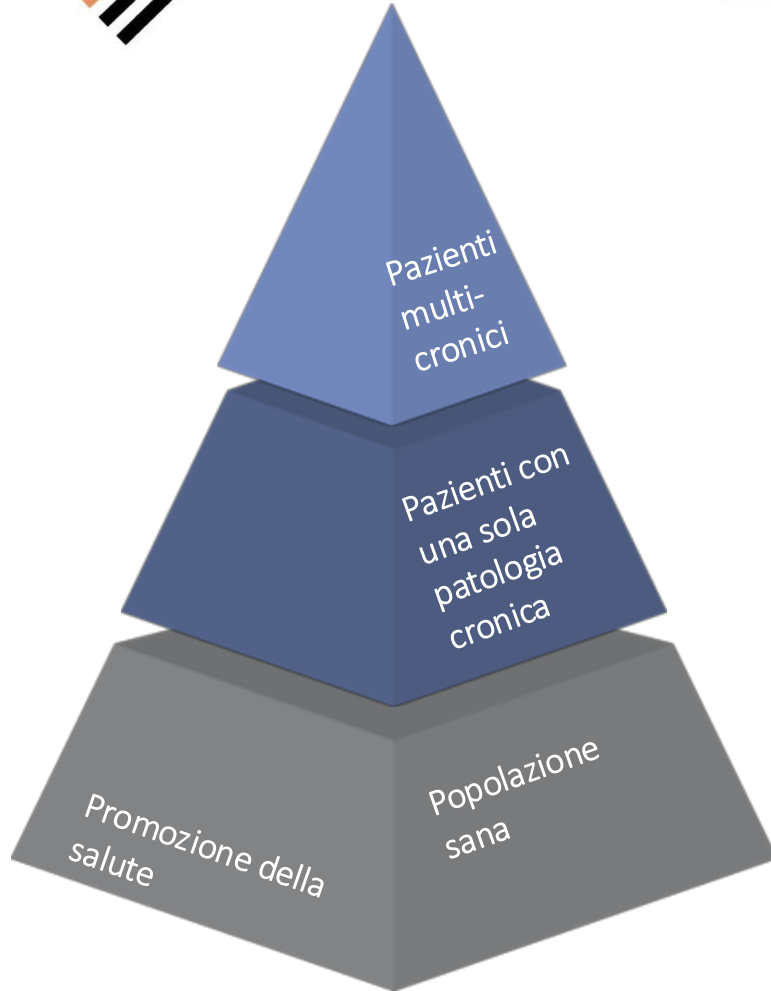 Pazienti
multi-
cronici
Pazienti con
una sola
patologia
cronica
Promozione della
salute
Popolazione
sana